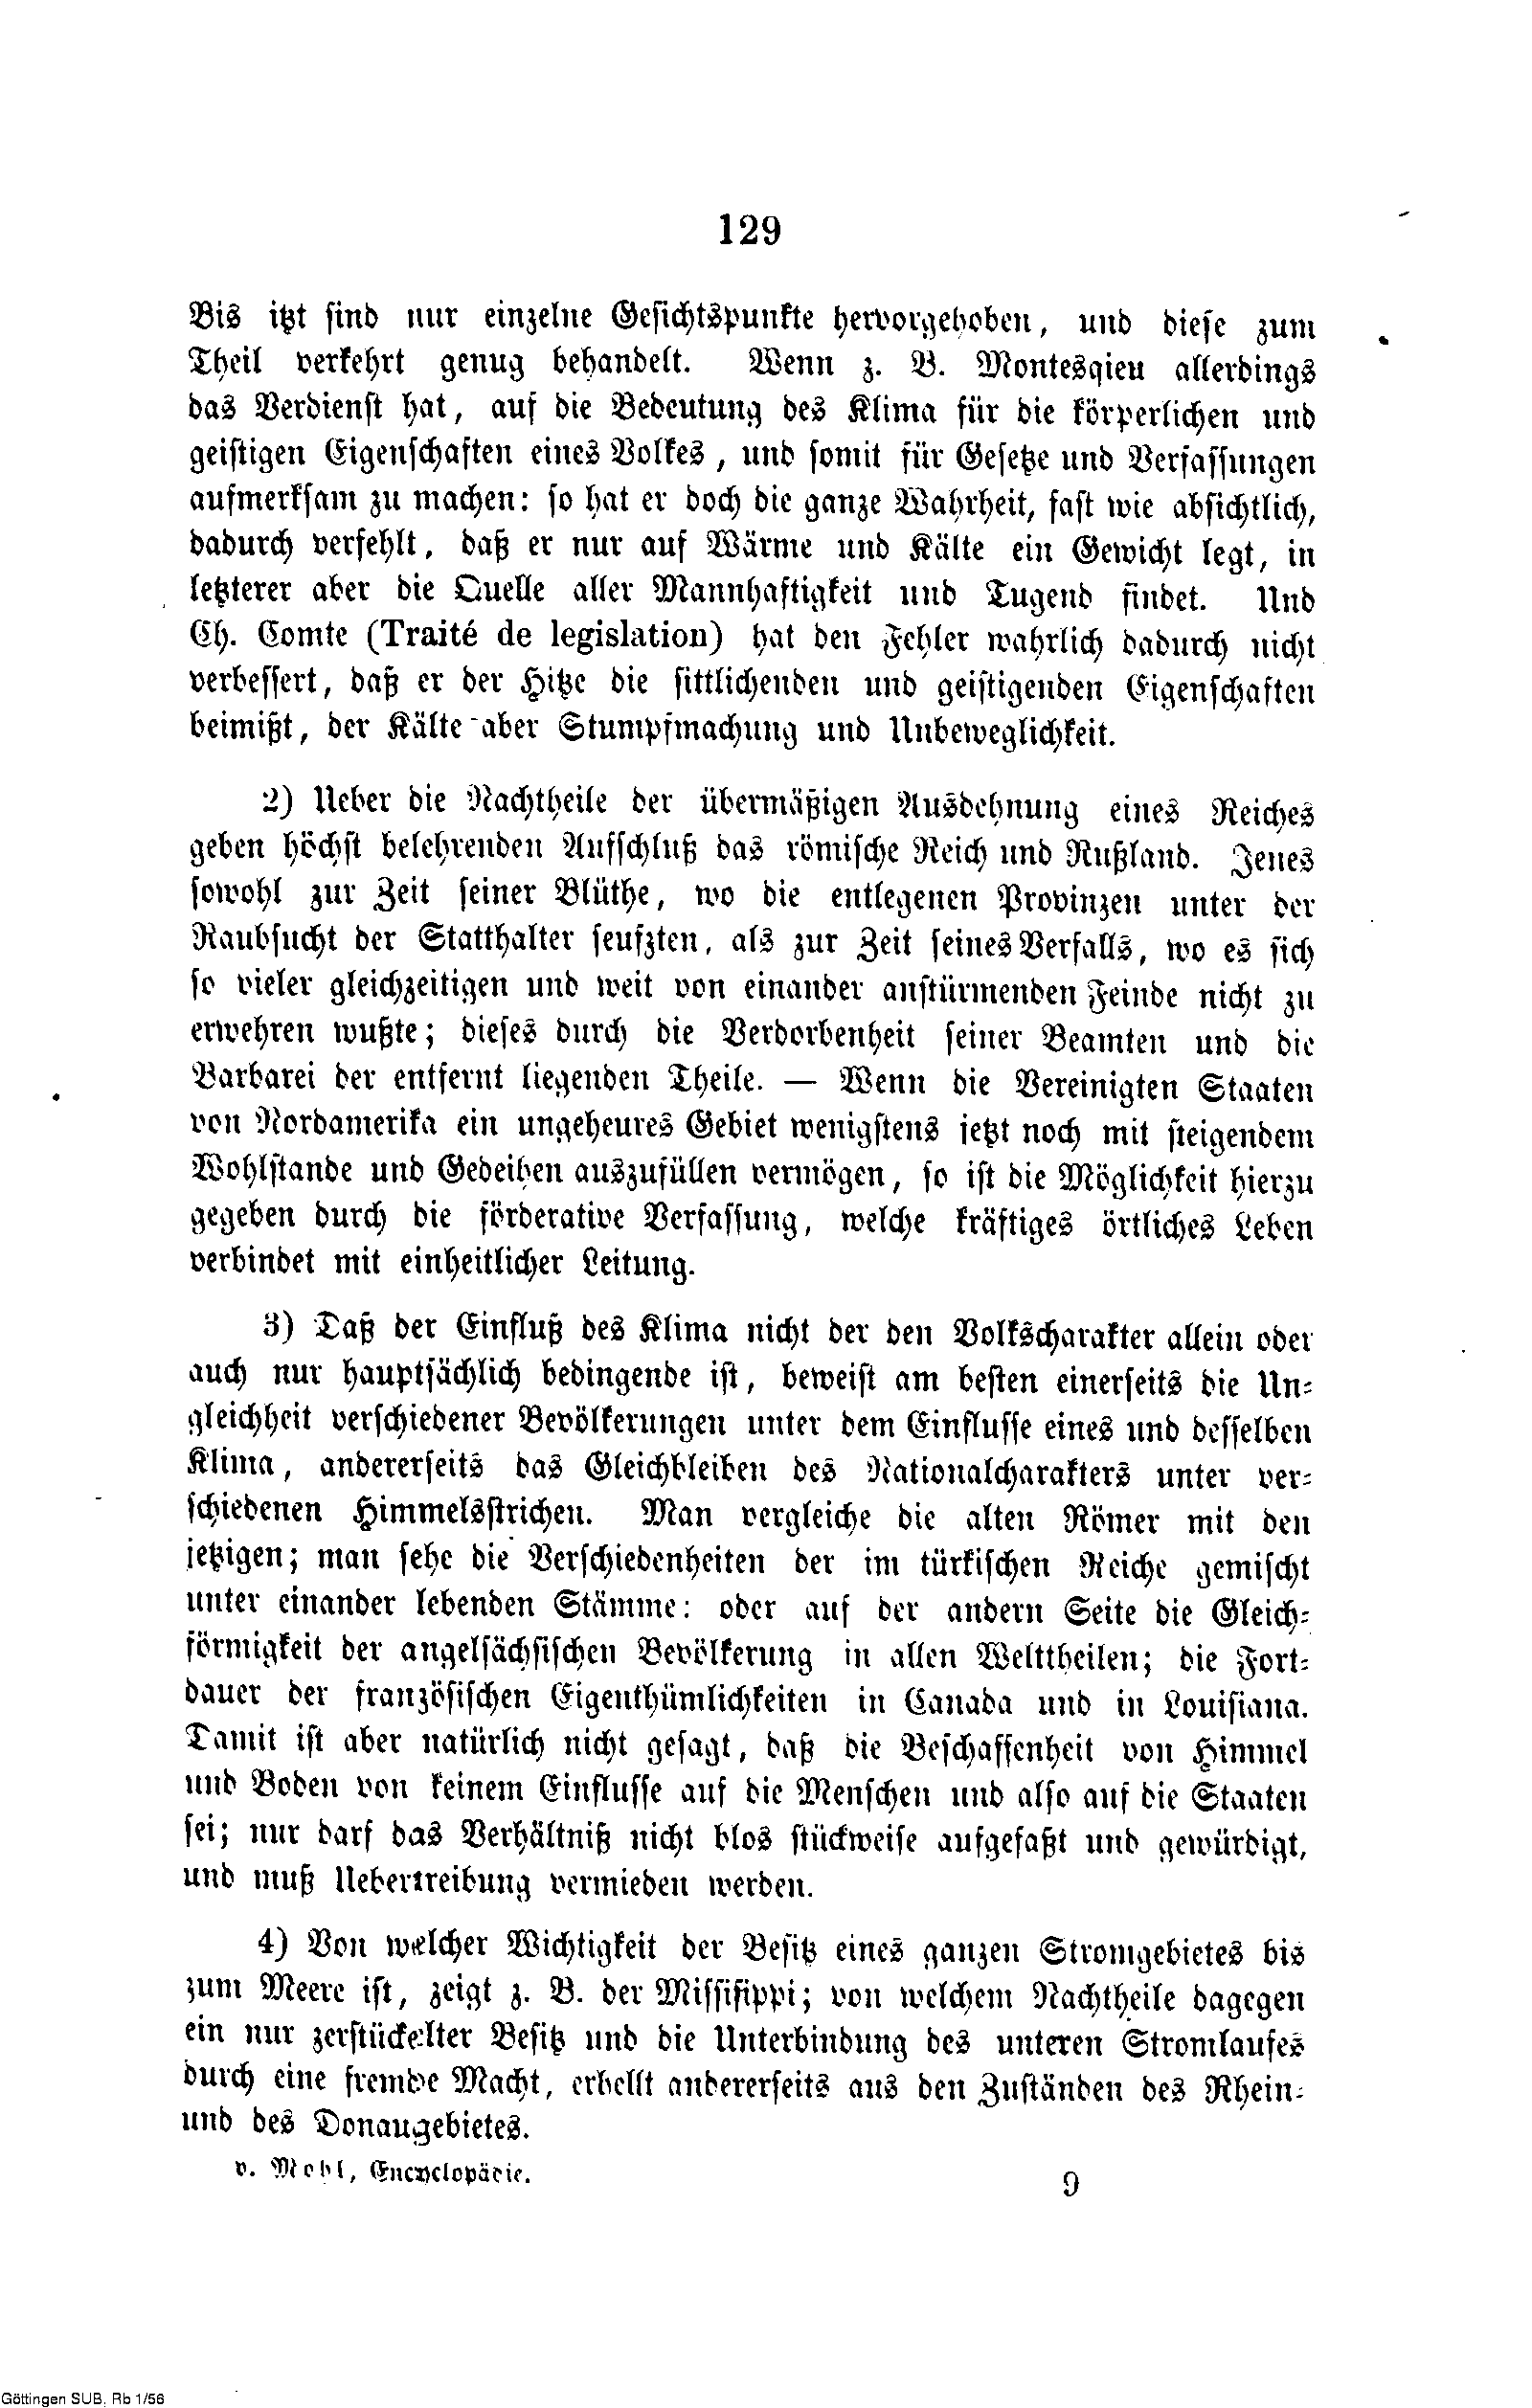 129
Bis itzt sind nur einzelne Gesichtspunkte hervorgehoben, und diese zum
Theil verkehrt genug behandelt. Wenn z. B. Montesqieu allerdings
das Verdienst hat, auf die Bedeutung des Klima für die körperlichen und
geistigen Eigenschaften eines Volkes, und somit für Gesetze und Verfassungen
aufmerksam zu machen: so hat er doch die ganze Wahrheit, fast wie absichtlich,
dadurch verfehlt, daß er nur auf Wärme und Kälte ein Gewicht legt, in
letzterer aber die Quelle aller Mannhaftigkeit und Tugend findet. Und
Ch. Comte (Traité de legislation) hat den Fehler wahrlich dadurch nicht
verbessert, daß er der Hitze die sittlichenden und geistigenden Eigenschaften
beimißt, der Kälte aber Stumpfmachung und Unbeweglichkeit.
2) Ueber die Nachtheile der übermäßigen Ausdehnung eines Reiches
geben höchst belehrenden Aufschluß das römische Reich und Rußland. Jenes
sowohl zur Zeit seiner Blüthe, wo die entlegenen Provinzen unter der
Raubsucht der Statthalter seufzten, als zur Zeit seines Verfalls, wo es sich
so vieler gleichzeitigen und weit von einander anstürmenden Feinde nicht zu
erwehren wußte; dieses durch die Verdorbenheit seiner Beamten und die
Barbarei der entfernt liegenden Theile. — Wenn die Vereinigten Staaten
von Nordamerika ein ungeheures Gebiet wenigstens jetzt noch mit steigendem
Wohlstande und Gedeihen auszufüllen vermögen, so ist die Möglichkeit hierzu
gegeben durch die förderative Verfassung, welche kräftiges örtliches Leben
verbindet mit einheitlicher Leitung.
3) Daß der Einfluß des Klima nicht der den Volkscharakter allein oder
auch nur hauptsächlich bedingende ist, beweist am besten einerseits die Un-
gleichheit verschiedener Bevölkerungen unter dem Einflusse eines und desselben
Klima, andererseits das Gleichbleiben des Nationalcharakters unter ver-
schiedenen Himmelsstrichen. Man vergleiche die alten Römer mit den
jetzigen; man sehe die Verschiedenheiten der im türkischen Reiche gemischt
unter einander lebenden Stämme: oder auf der andern Seite die Gleich-
förmigkeit der angelsächsischen Bevölkerung in allen Welttheilen; die Fort-
dauer der französischen Eigenthümlichkeiten in Canada und in Louisiana.
Damit ist aber natürlich nicht gesagt, daß die Beschaffenheit von Himmel
und Boden von keinem Einflusse auf die Menschen und also auf die Staaten
sei; nur darf das Verhältniß nicht blos stückweise aufgefaßt und gewürdigt,
und muß Uebertreibung vermieden werden.
4) Von welcher Wichtigkeit der Besitz eines ganzen Stromgebietes bis
zum Meere ist, zeigt z. B. der Missisippi; von welchem Nachtheile dagegen
ein nur zerstückelter Besitz und die Unterbindung des unteren Stromlaufes
durch eine fremde Macht, erhellt andererseits aus den Zuständen des Rhein-
und des Donaugebietes.
v. Mohl, Encyclopädie. 9
Göttingen SUB, Rb 1/56